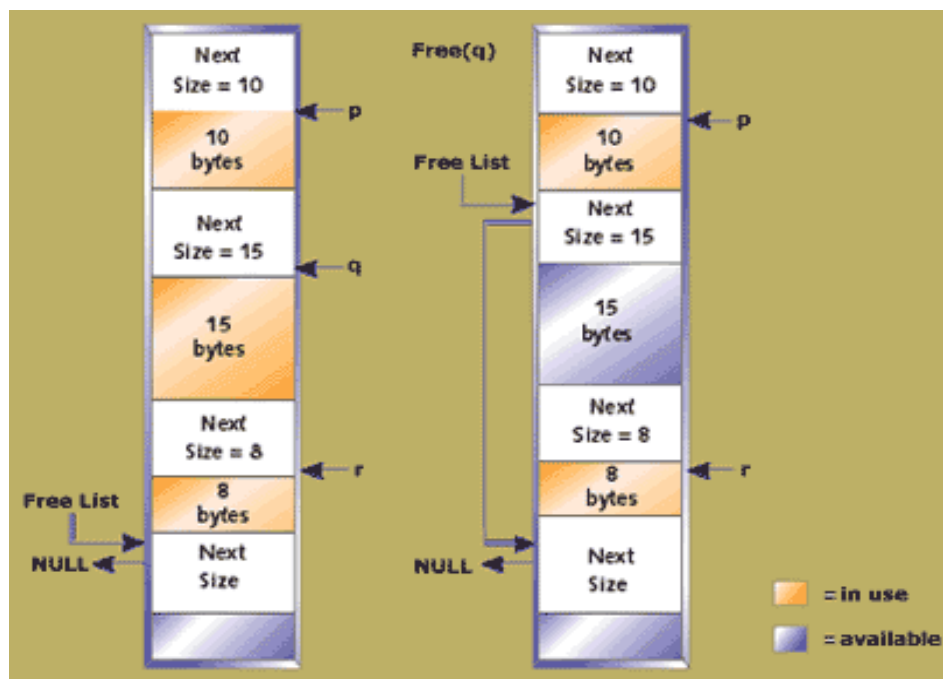 Next
Size = 10
p
10
bytes
Next
Size = 15
q
15
bytes
Next
Size = 8
r
8
bytes
Free List
NULL
Next
Size
Free(q)
Next
Size = 10
p
10
bytes
Free List
Next
Size = 15
15
bytes
Next
Size = 8
r
8
bytes
NULL
Next
Size
= in use
= available